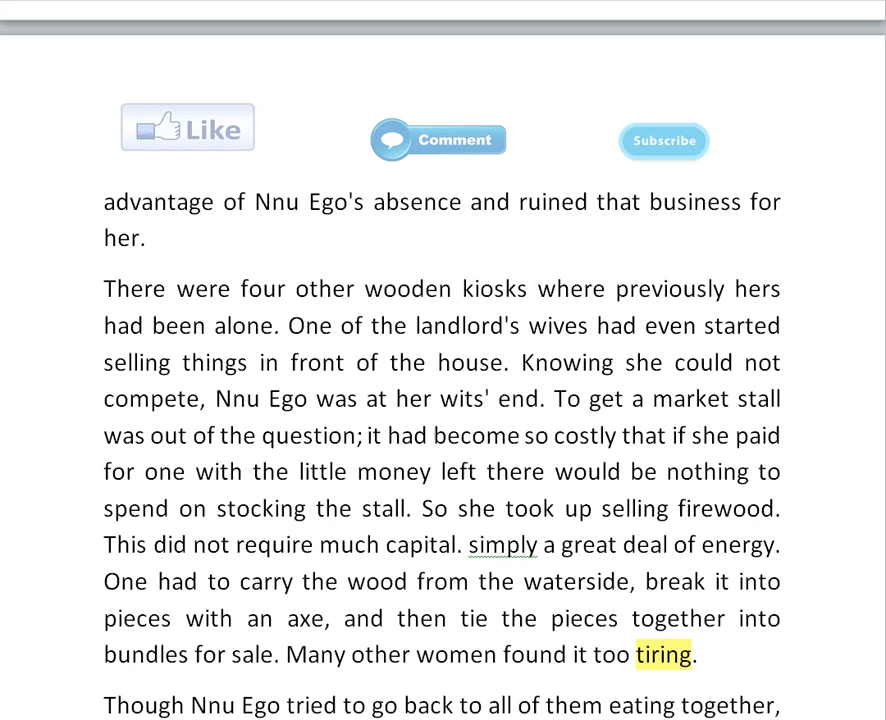 Like
Comment
Subscribe
advantage of Nnu Ego's absence and ruined that business for
her.
There were four other wooden kiosks where previously hers
had been alone. One of the landlord's wives had even started
selling things in front of the house. Knowing she could not
compete, Nnu Ego was at her wits' end. To get a market stall
was out of the question; it had become so costly that if she paid
for one with the little money left there would be nothing to
spend on stocking the stall. So she took up selling firewood.
This did not require much capital. simply a great deal of energy.
One had to carry the wood from the waterside, break it into
pieces with an axe, and then tie the pieces together into
bundles for sale. Many other women found it too tiring.
Though Nnu Ego tried to go back to all of them eating together,